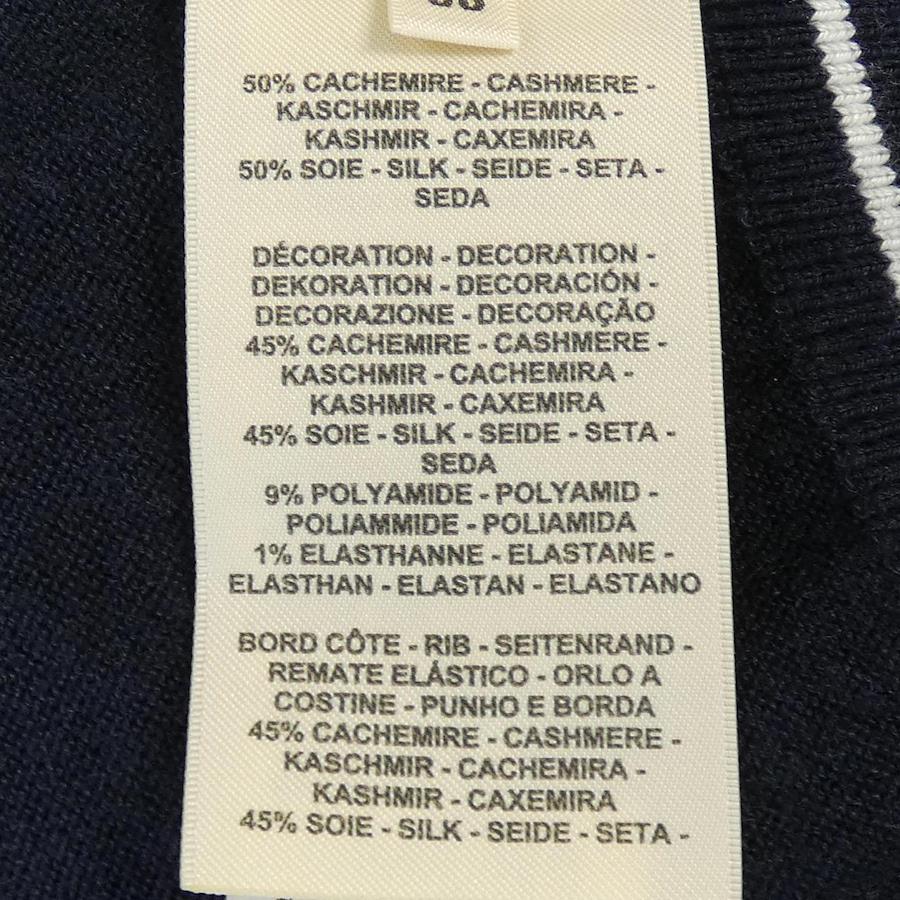 50% CACHEMIRE - CASHMERE -
KASCHMIR - CACHEMIRA -
KASHMIR - CAXEMIRA
50% SOIE - SILK - SEIDE - SETA -
SEDA
DÉCORATION - DECORATION -
DEKORATION - DECORACIÓN -
DECORAZIONE - DECORAÇÃO
45% CACHEMIRE - CASHMERE -
KASCHMIR - CACHEMIRA -
KASHMIR - CAXEMIRA
45% SOIE - SILK - SEIDE - SETA -
SEDA
9% POLYAMIDE - POLYAMID -
POLIAMMIDE - POLIAMIDA
1% ELASTHANNE - ELASTANE -
ELASTHAN - ELASTAN - ELASTANO
BORD CÔTE - RIB - SEITENRAND -
REMATE ELÁSTICO - ORLO A
COSTINE - PUNHO E BORDA
45% CACHEMIRE - CASHMERE -
KASCHMIR - CACHEMIRA -
KASHMIR - CAXEMIRA
45% SOIE - SILK - SEIDE - SETA -